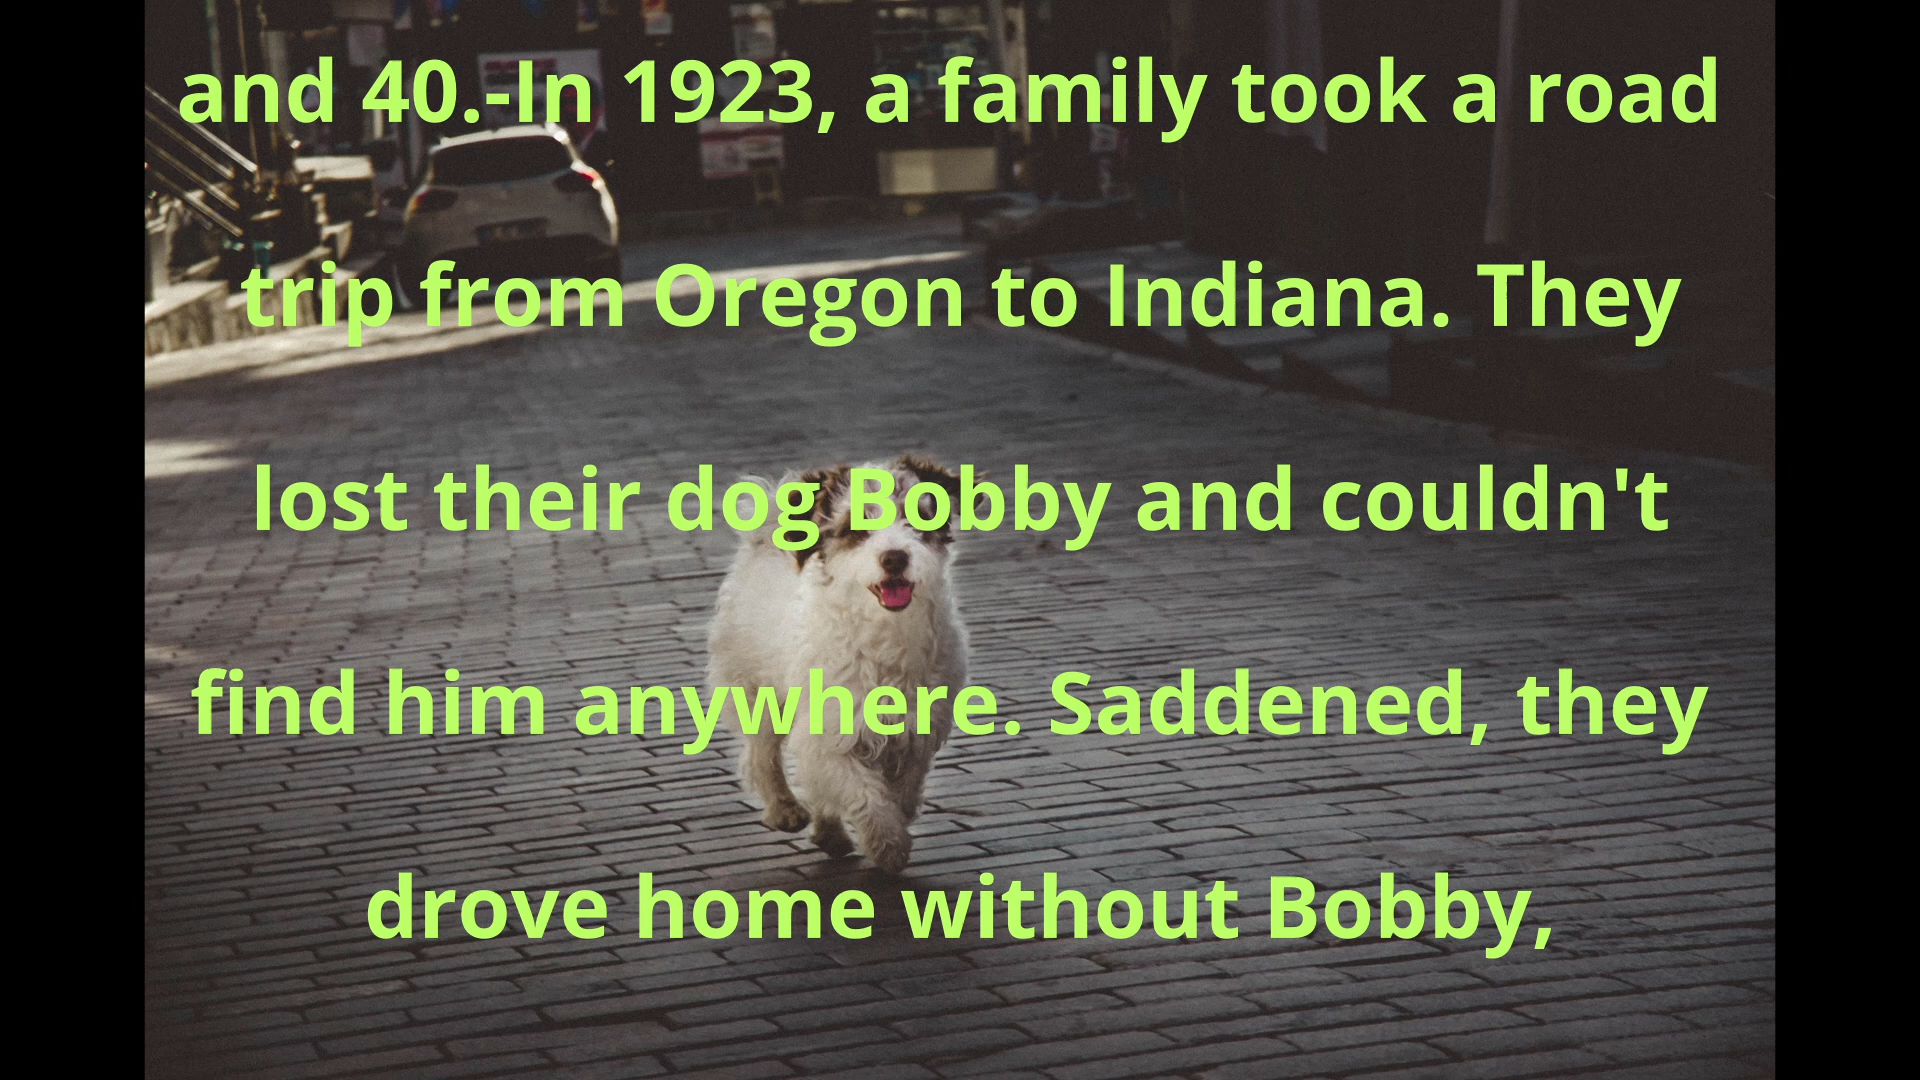 and 40.-In 1923, a family took a road
trip from Oregon to Indiana. They
lost their dog Bobby and couldn't
find him anywhere. Saddened, they
drove home without Bobby,